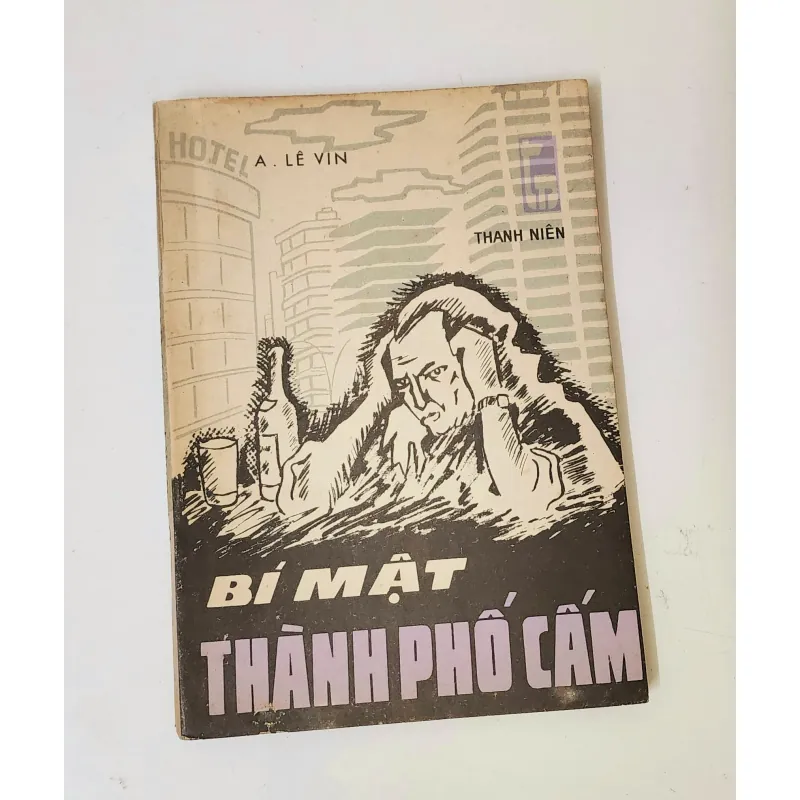 HOTEL
A. LÊ VIN
THANH NIÊN
BÍ MẬT
THÀNH PHỐ CẤM